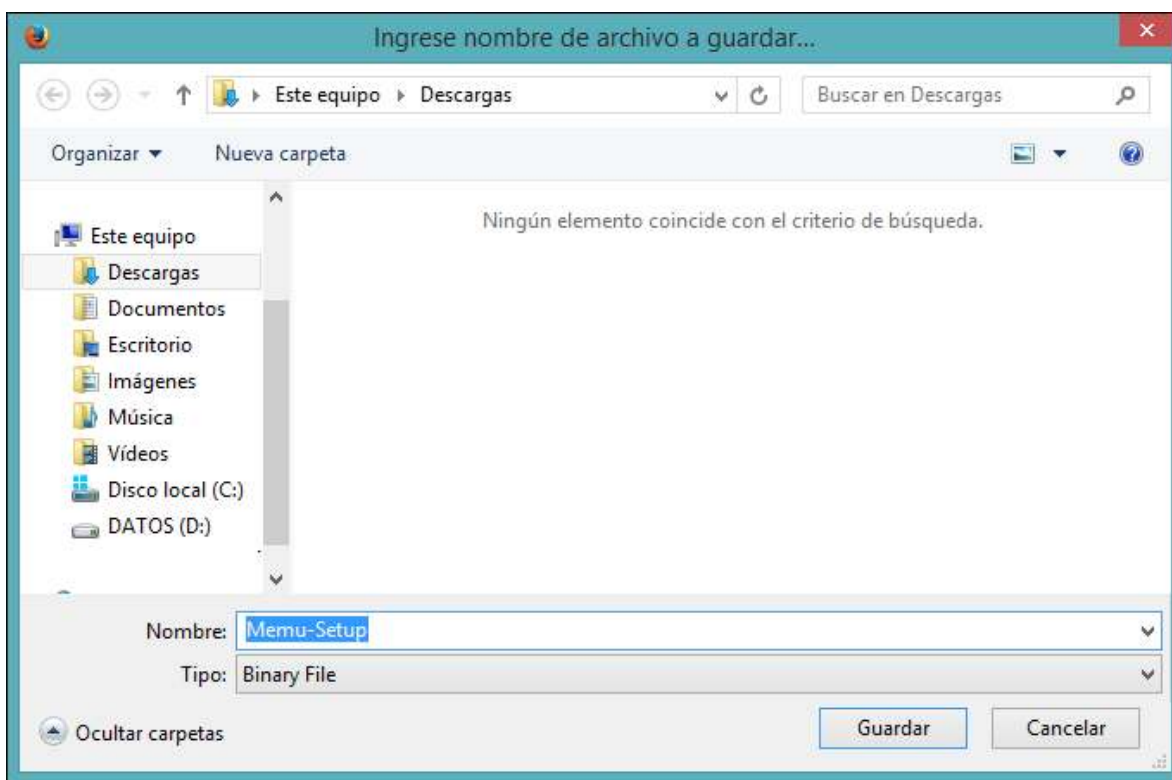 Ingrese nombre de archivo a guardar...
Este equipo Descargas
Buscar en Descargas
Organizar
Nueva carpeta
Ningún elemento coincide con el criterio de búsqueda.
Este equipo
Descargas
Documentos
Escritorio
Imágenes
Música
Vídeos
Disco local (C:)
DATOS (D:)
Nombre: Memu-Setup
Tipo: Binary File
Ocultar carpetas
Guardar
Cancelar